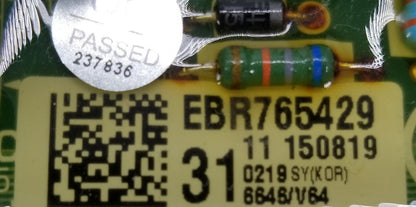 PASSED
237836
EBR765429
31
11 150819
0219 SY(KOR)
6646/V64